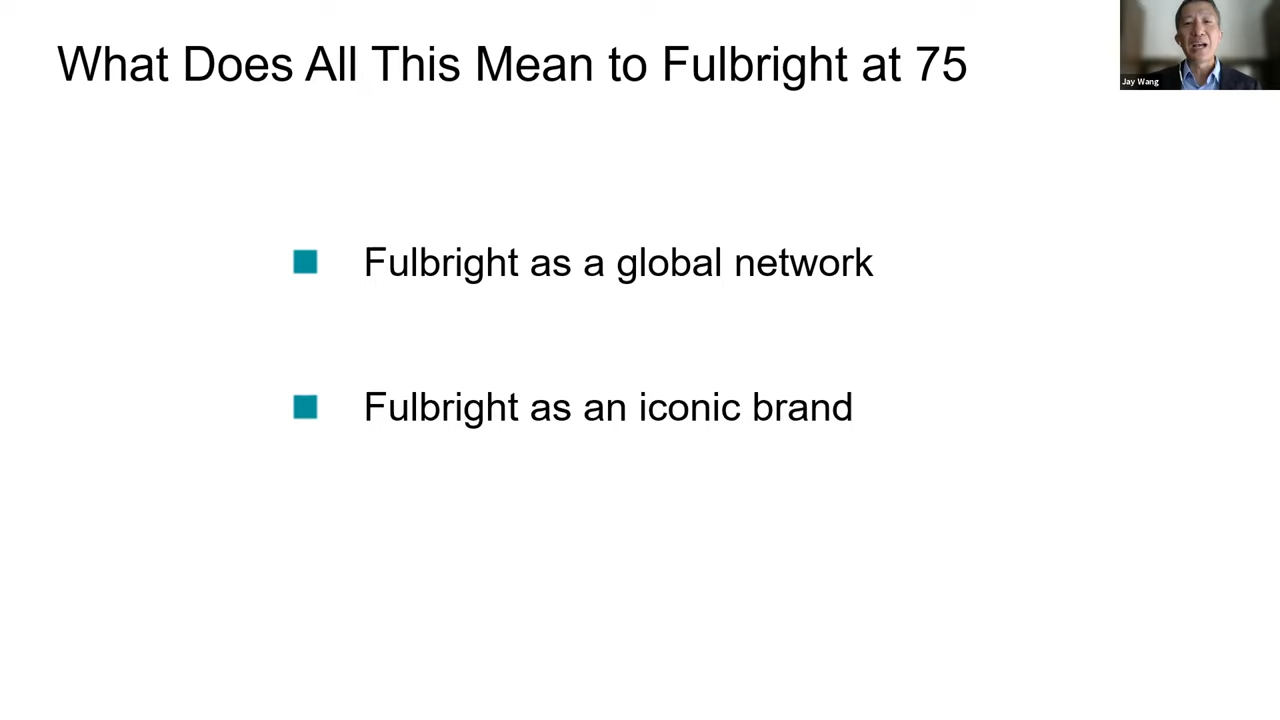 What Does All This Mean to Fulbright at 75
Jay Wang
Fulbright as a global network
Fulbright as an iconic brand